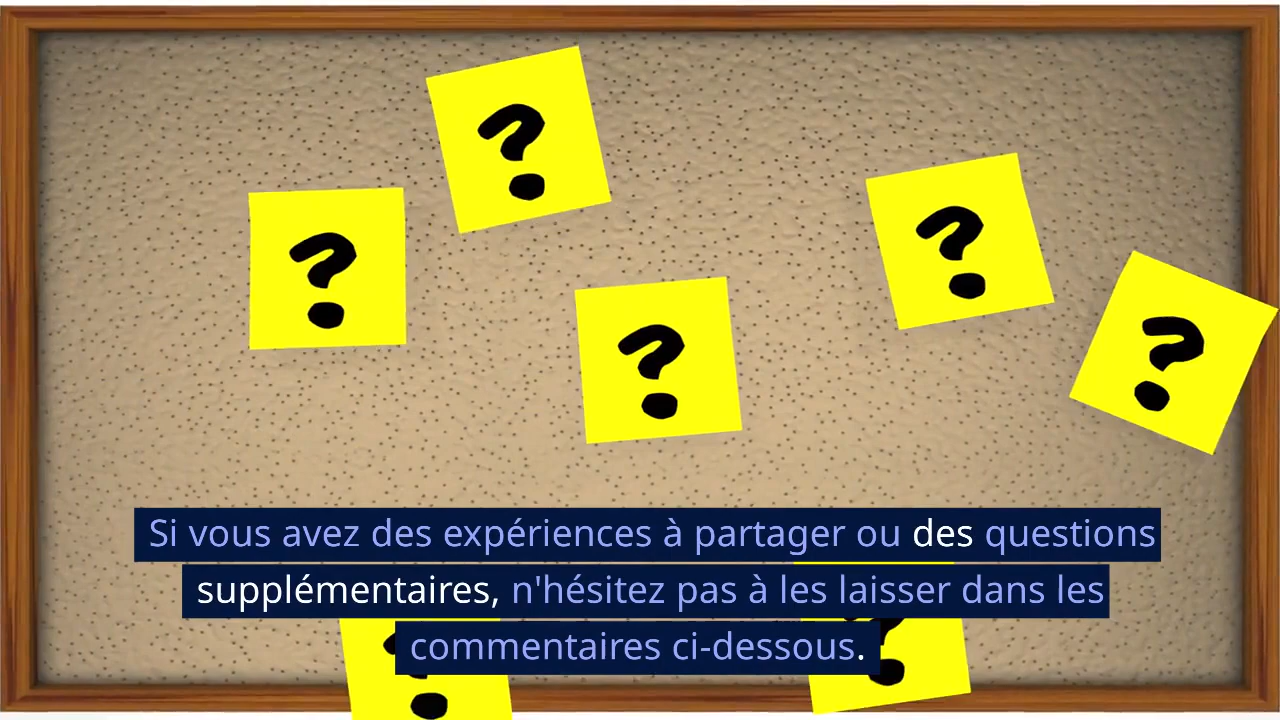 ?
?
?
?
?
Si vous avez des expériences à partager ou des questions
supplémentaires, n'hésitez pas à les laisser dans les
commentaires ci-dessous.
?
?